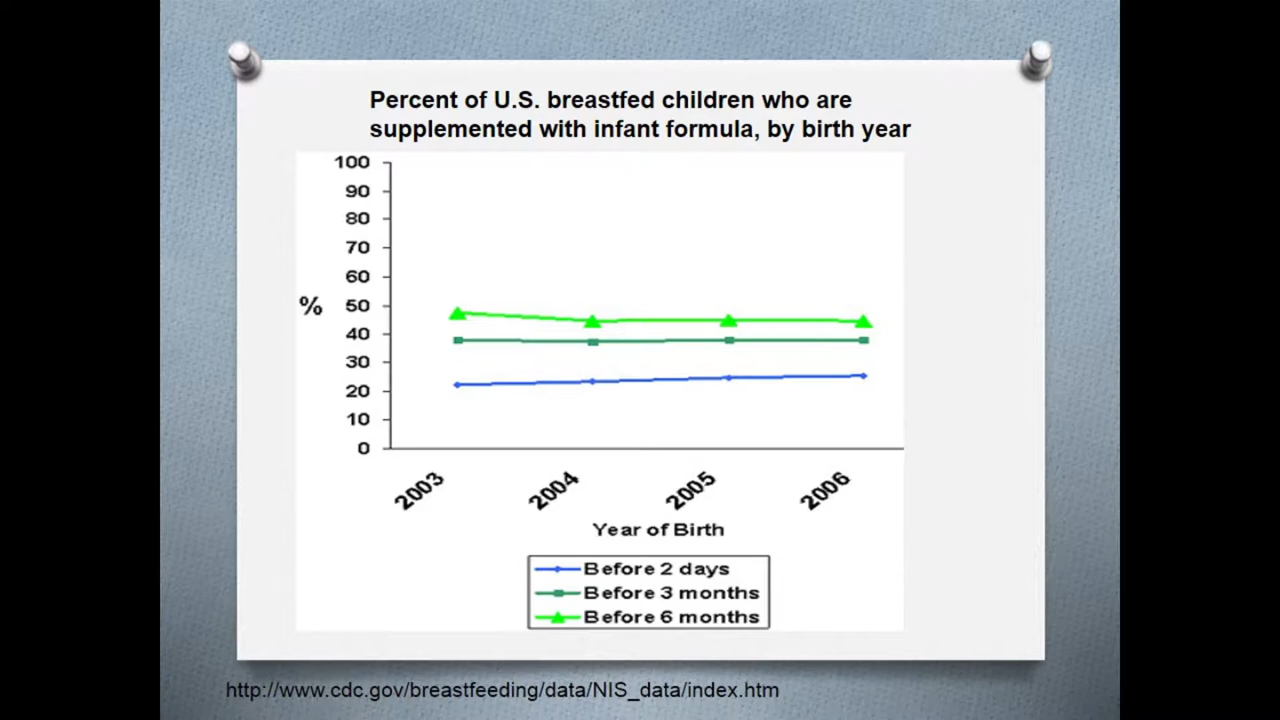 Percent of U.S. breastfed children who are
supplemented with infant formula, by birth year
100
90
80
70
60
%
50
40
30
20
10
0
2003
2004
2005
2006
Year of Birth
Before 2 days
Before 3 months
Before 6 months
http://www.cdc.gov/breastfeeding/data/NIS_data/index.htm